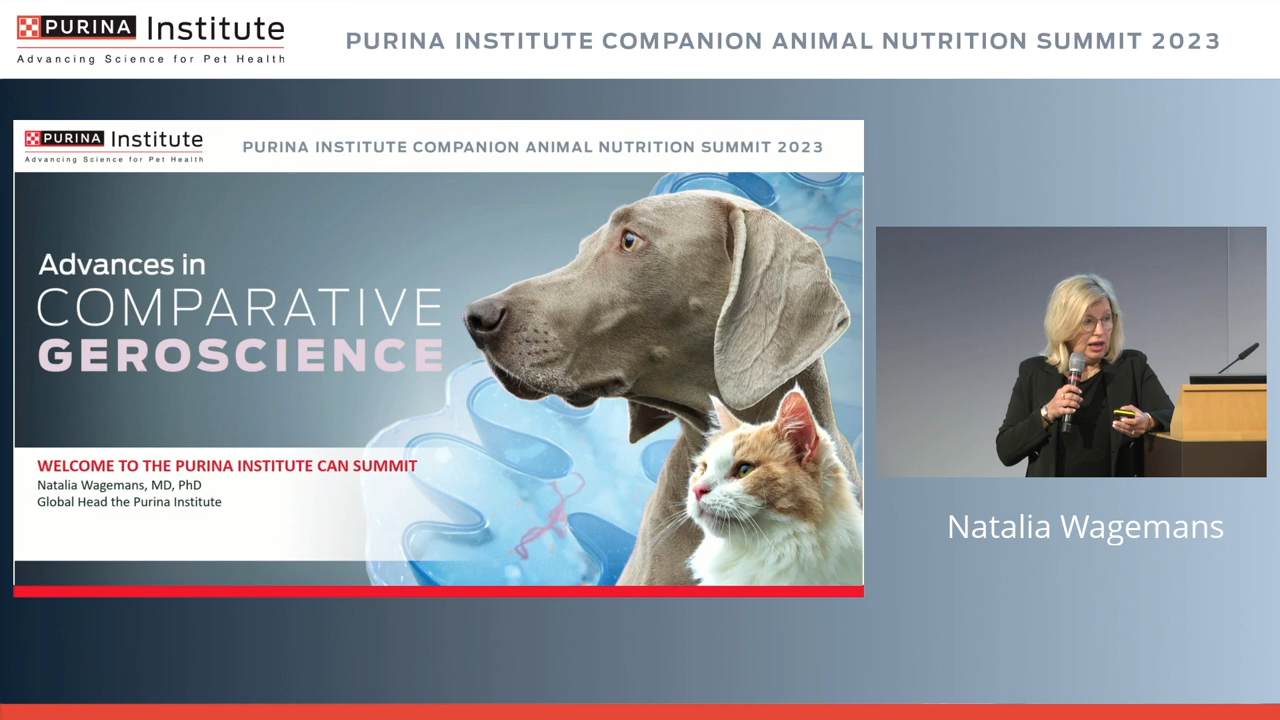 PURINA Institute
Advancing Science for Pet Health
PURINA INSTITUTE COMPANION ANIMAL NUTRITION SUMMIT 2023
PURINA Institute
Advancing Science for Pet Health
PURINA INSTITUTE COMPANION ANIMAL NUTRITION SUMMIT 2023
Advances in
COMPARATIVE
GEROSCIENCE
WELCOME TO THE PURINA INSTITUTE CAN SUMMIT
Natalia Wagemans, MD, PhD
Global Head the Purina Institute
Natalia Wagemans